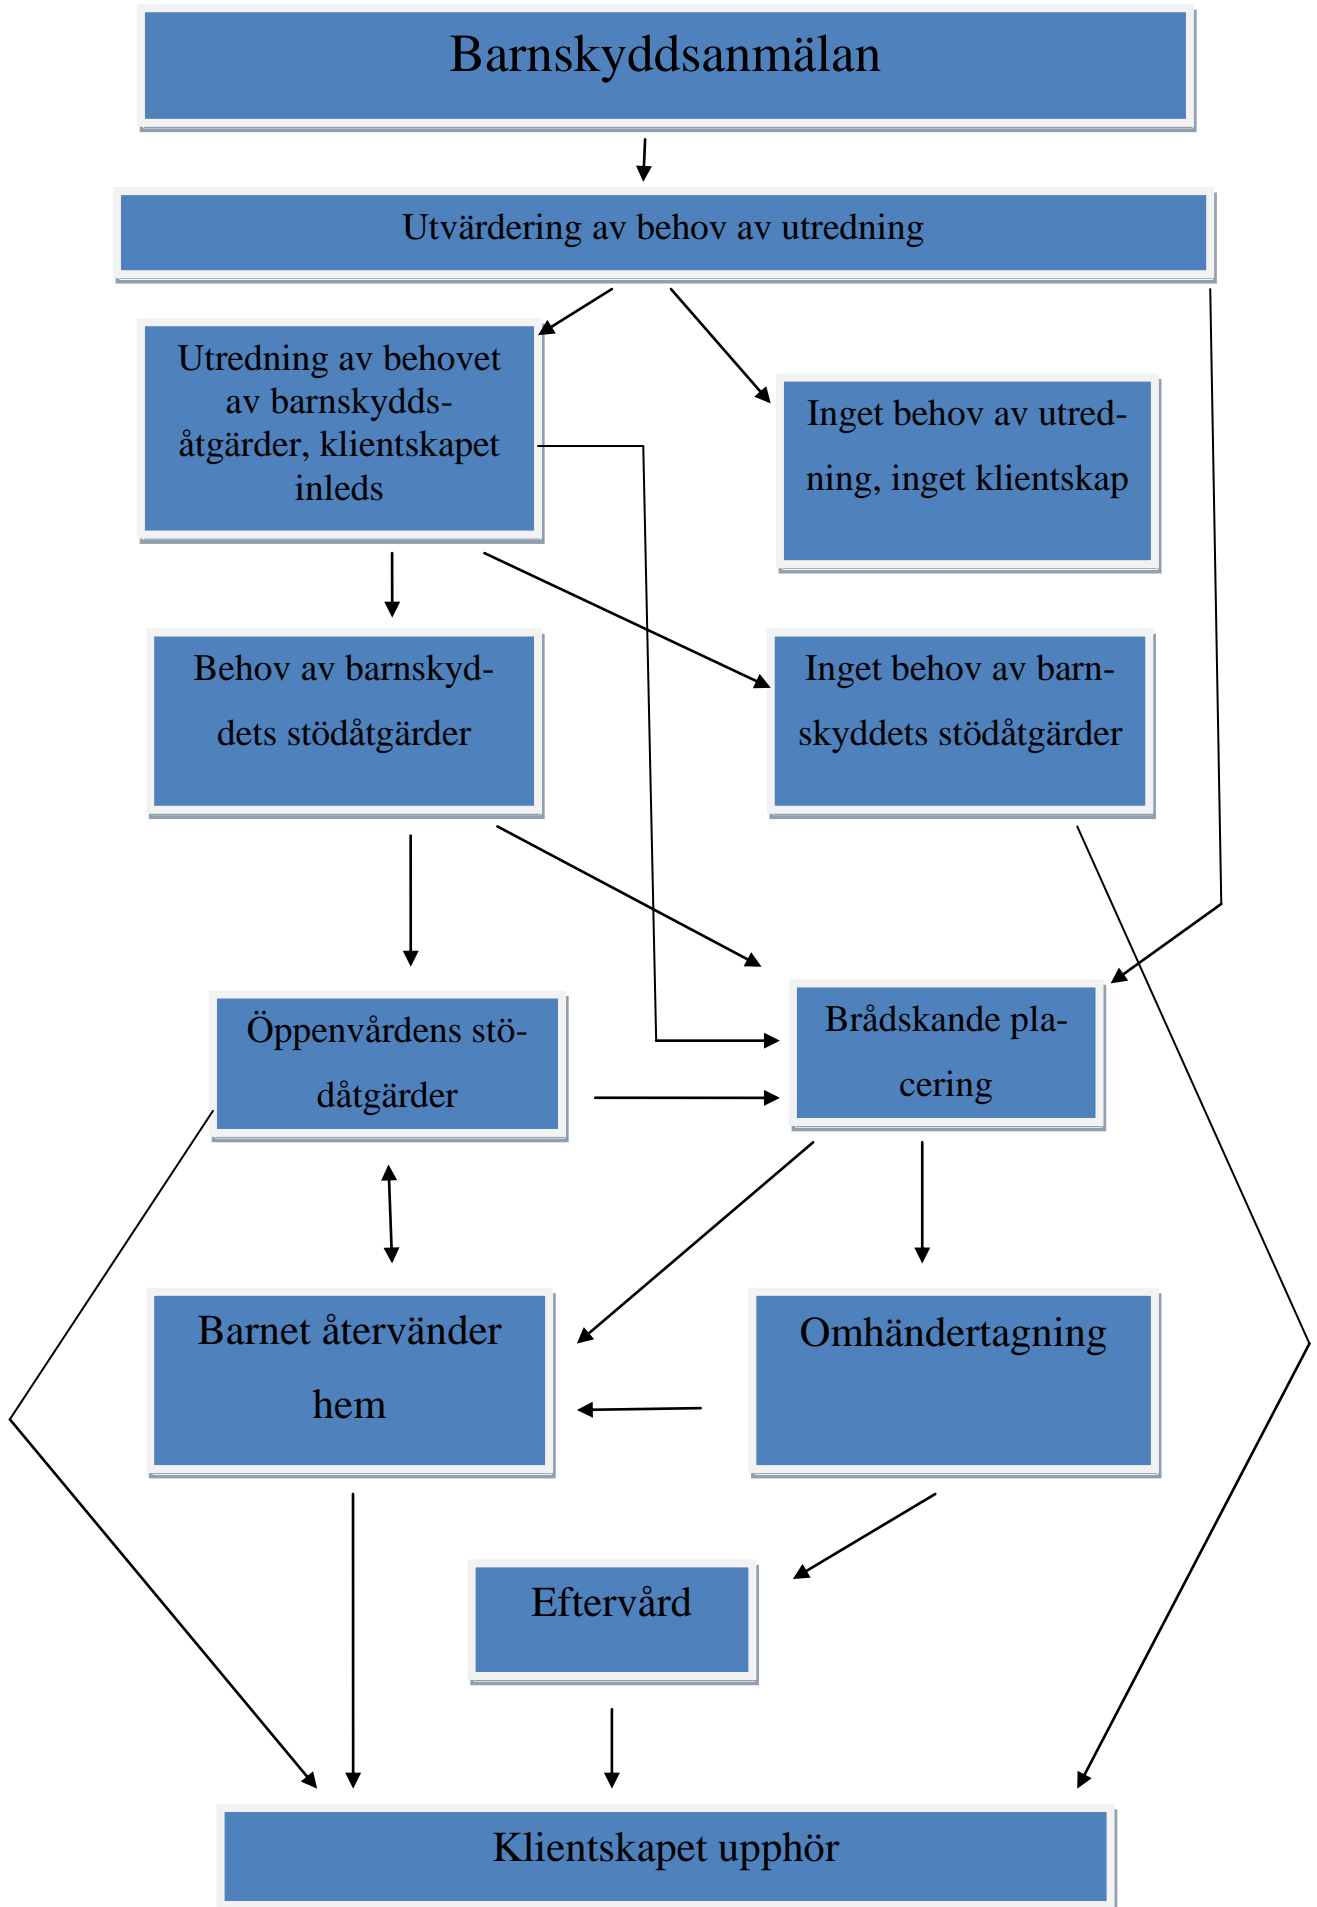 Barnskyddsanmälan
Utvärdering av behov av utredning
Utredning av behovet
av barnskydds-
åtgärder, klientskapet
inleds
Inget behov av utred-
ning, inget klientskap
Behov av barnskyd-
dets stödåtgärder
Inget behov av barn-
skyddets stödåtgärder
Öppenvårdens stö-
dåtgärder
Brådskande pla-
cering
Barnet återvänder
hem
Omhändertagning
Eftervård
Klientskapet upphör